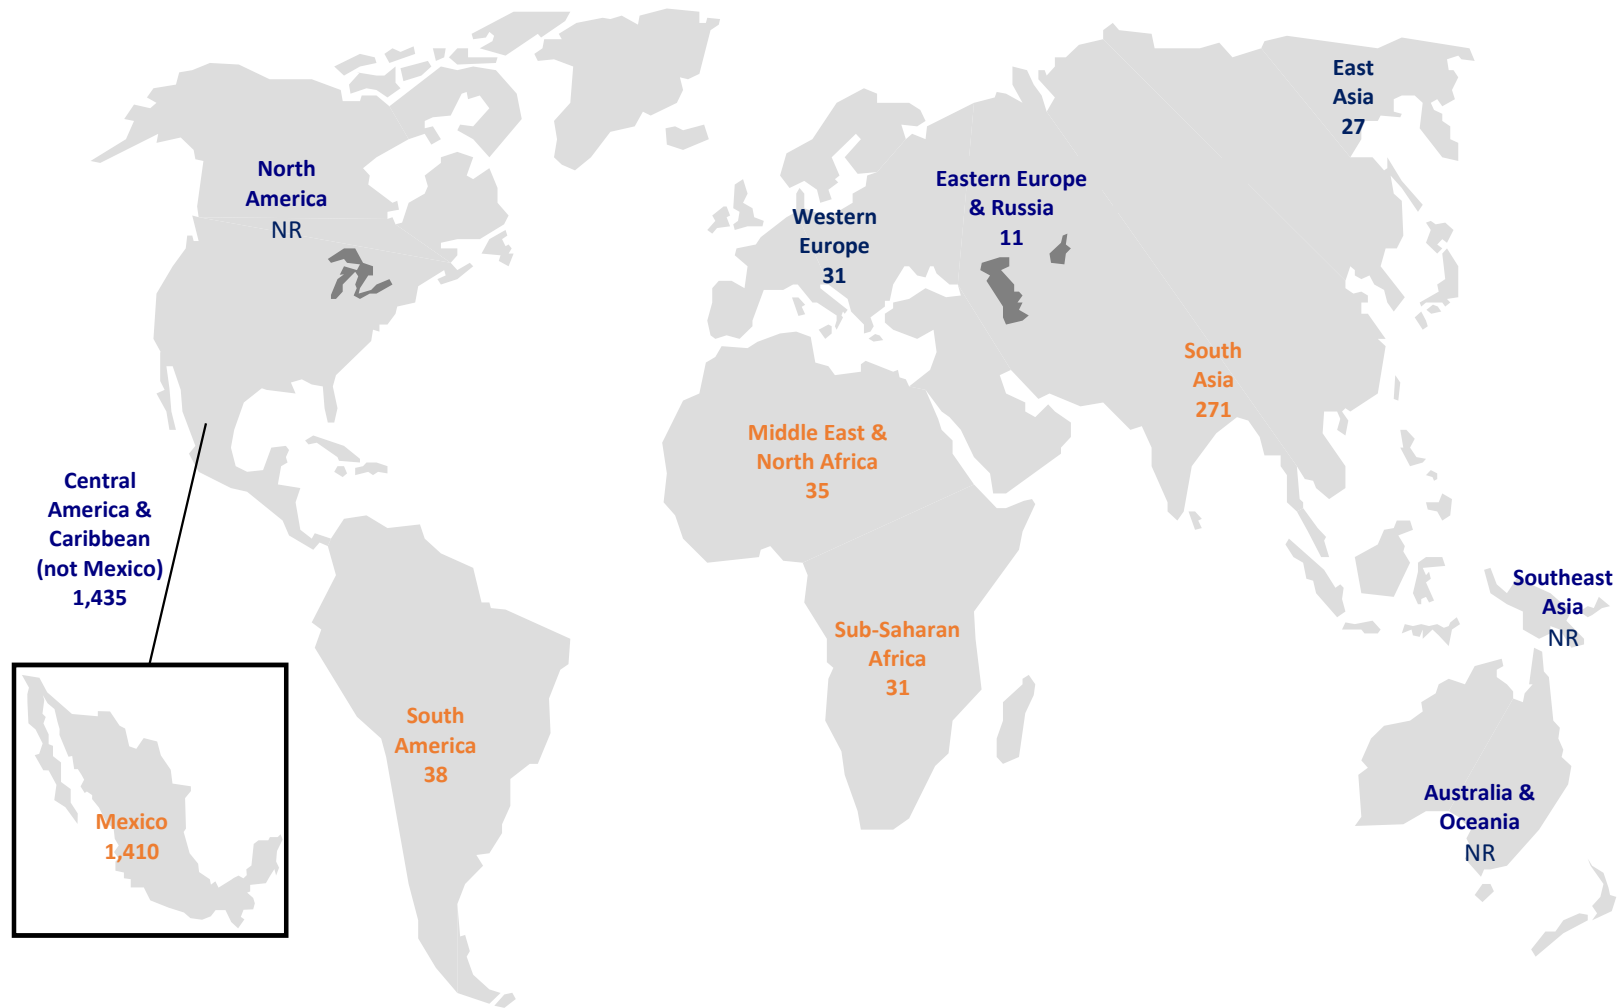 North
America
NR
Central
America &
Caribbean
(not Mexico)
1,435
Mexico
1,410
South
America
38
Western
Europe
31
Eastern Europe
& Russia
11
Middle East &
North Africa
35
Sub-Saharan
Africa
31
East
Asia
27
South
Asia
271
Southeast
Asia
NR
Australia &
Oceania
NR